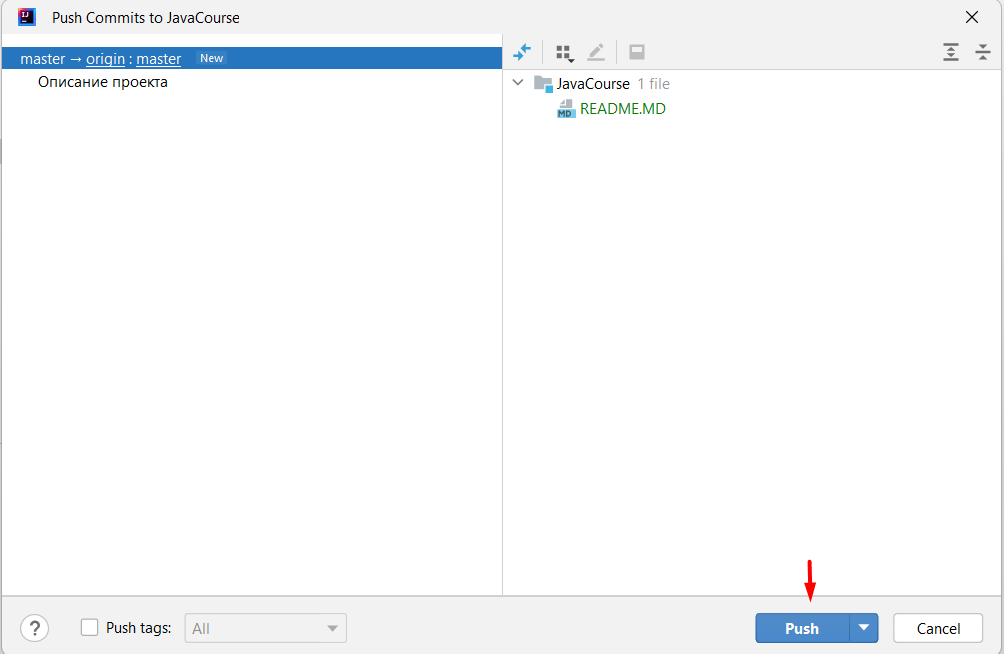 Push Commits to JavaCourse
master → origin : master New
Описание проекта
JavaCourse 1 file
README.MD
Push tags:
All
Push
Cancel